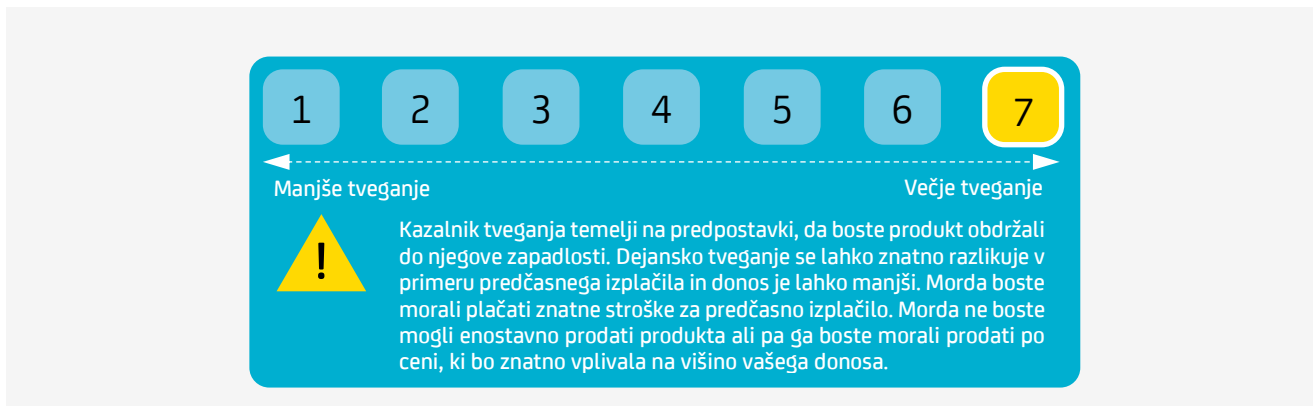 1 2 3 4 5 6 7
Manjše tveganje Večje tveganje
!
Kazalnik tveganja temelji na predpostavki, da boste produkt obdržali
do njegove zapadlosti. Dejansko tveganje se lahko znatno razlikuje v
primeru predčasnega izplačila in donos je lahko manjši. Morda boste
morali plačati znatne stroške za predčasno izplačilo. Morda ne boste
mogli enostavno prodati produkta ali pa ga boste morali prodati po
ceni, ki bo znatno vplivala na višino vašega donosa.